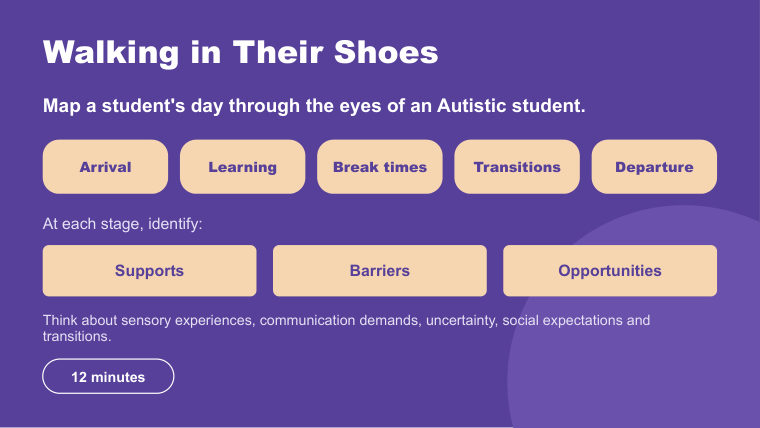 Walking in Their Shoes
Map a student's day through the eyes of an Autistic student.
Arrival
Learning
Break times
Transitions
Departure
At each stage, identify:
Supports
Barriers
Opportunities
Think about sensory experiences, communication demands, uncertainty, social expectations and
transitions.
12 minutes